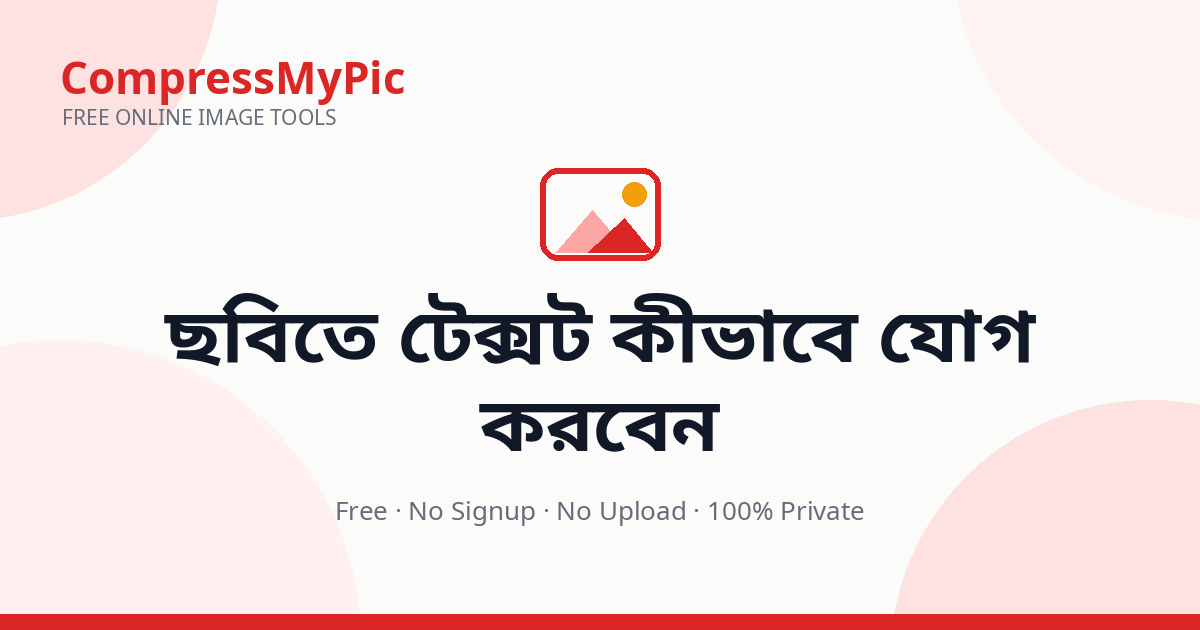 CompressMyPic
FREE ONLINE IMAGE TOOLS
ছবিতে টেক্সট কীভাবে যোগ
করবেন
Free · No Signup · No Upload · 100% Private